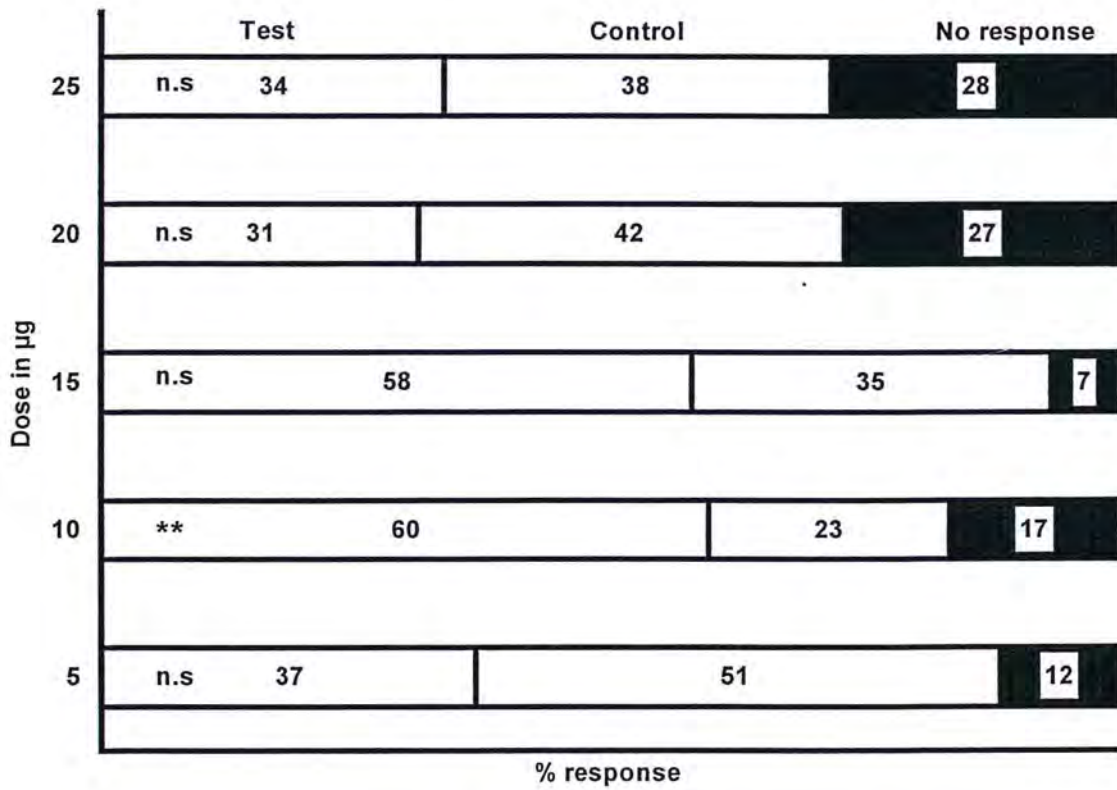 Test Control No response
25 n.s 34 38 28
20 n.s 31 42 27
15 n.s 58 35 7
10 ** 60 23 17
5 n.s 37 51 12
Dose in µg
% response